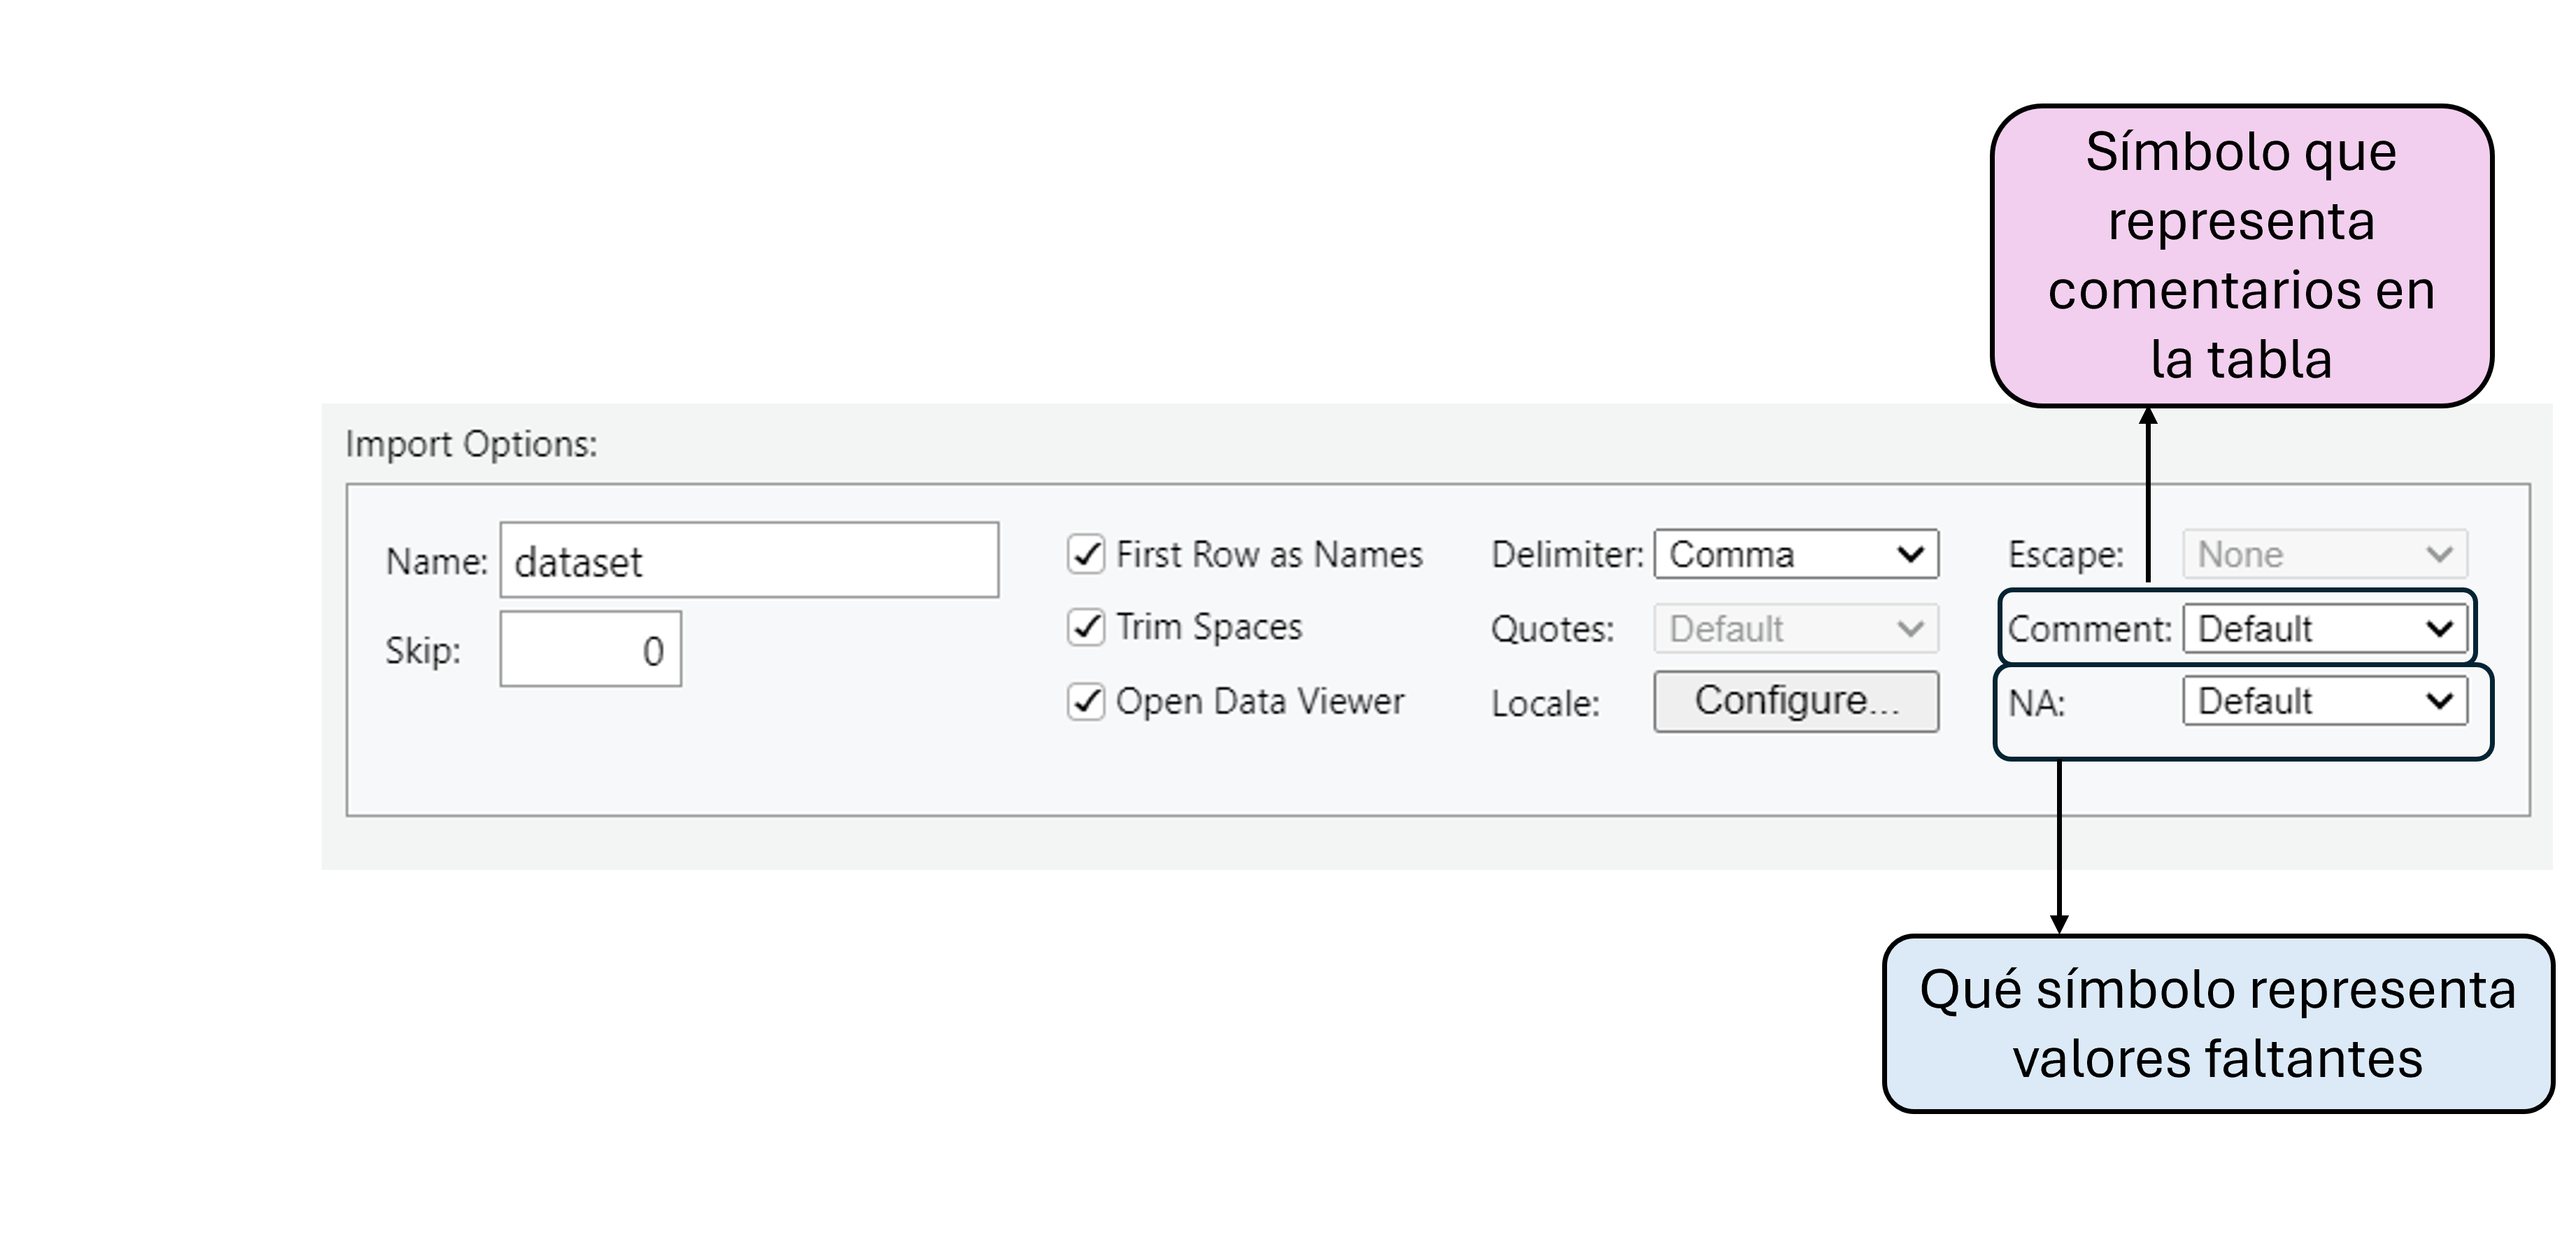 Símbolo que
representa
comentarios en
la tabla
Import Options:
Name: dataset
Skip: 0
First Row as Names
Trim Spaces
Open Data Viewer
Delimiter: Comma
Quotes: Default
Locale: Configure...
Escape: None
Comment: Default
NA: Default
Qué símbolo representa
valores faltantes